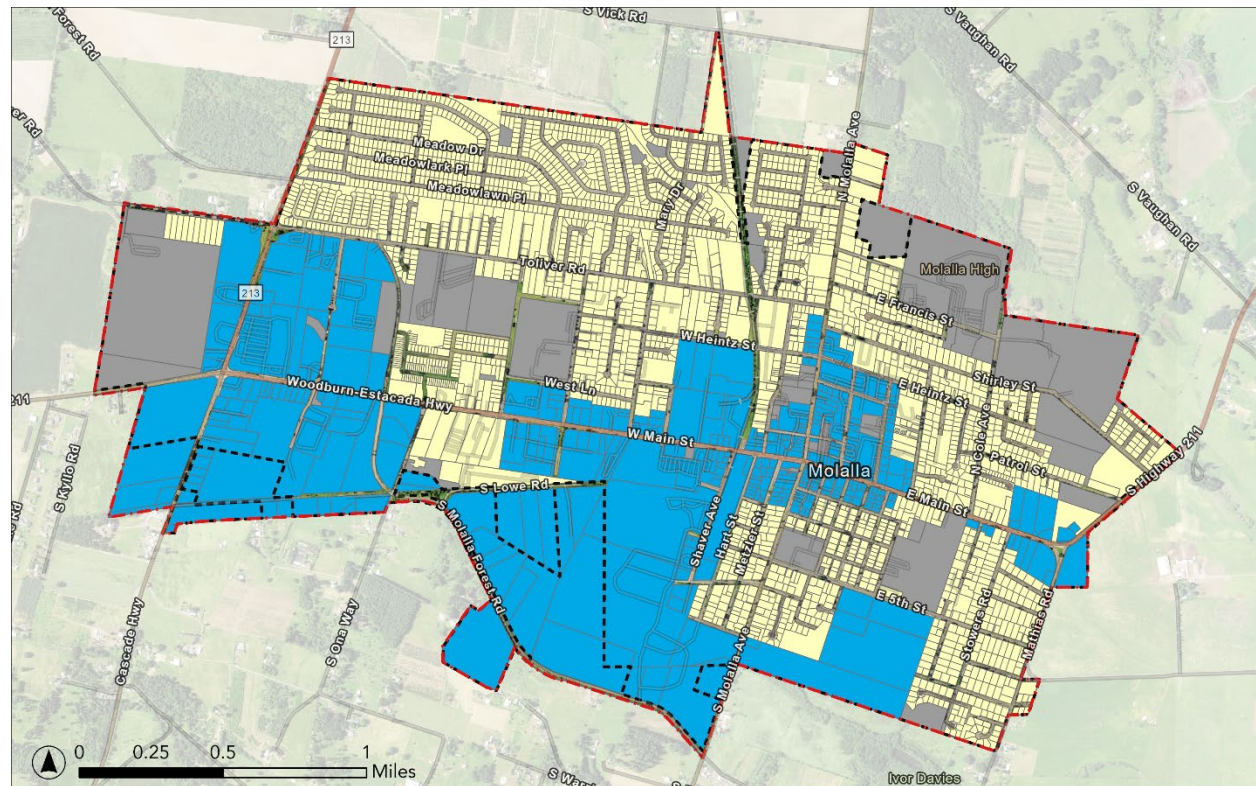 S Vick Rd
S Vaughan Rd
Forest Rd
213
N Molalla Ave
er Rd
Meadow Dr
Meadowlark Pl
Meadowlawn Pl
Mary Dr
S Vaughan Rd
Toliver Rd
Molalla High
213
E Francis St
W Heintz St
Shirley St
Woodburn-Estacada Hwy
West Ln
E Heintz St
211
N Cole Ave
W Main St
Patrol St
S Highway 211
Molalla
S Kyllo Rd
S Lowe Rd
E Main St
s Rd
Shaver Ave
Hart St
Metzler St
S Molalla Forest Rd
E 5th St
Stowers Rd
Mathias Rd
Cascade Hwy
S Ona Way
S Molalla Ave
0 0.25 0.5 1
Miles
Ivor Davies